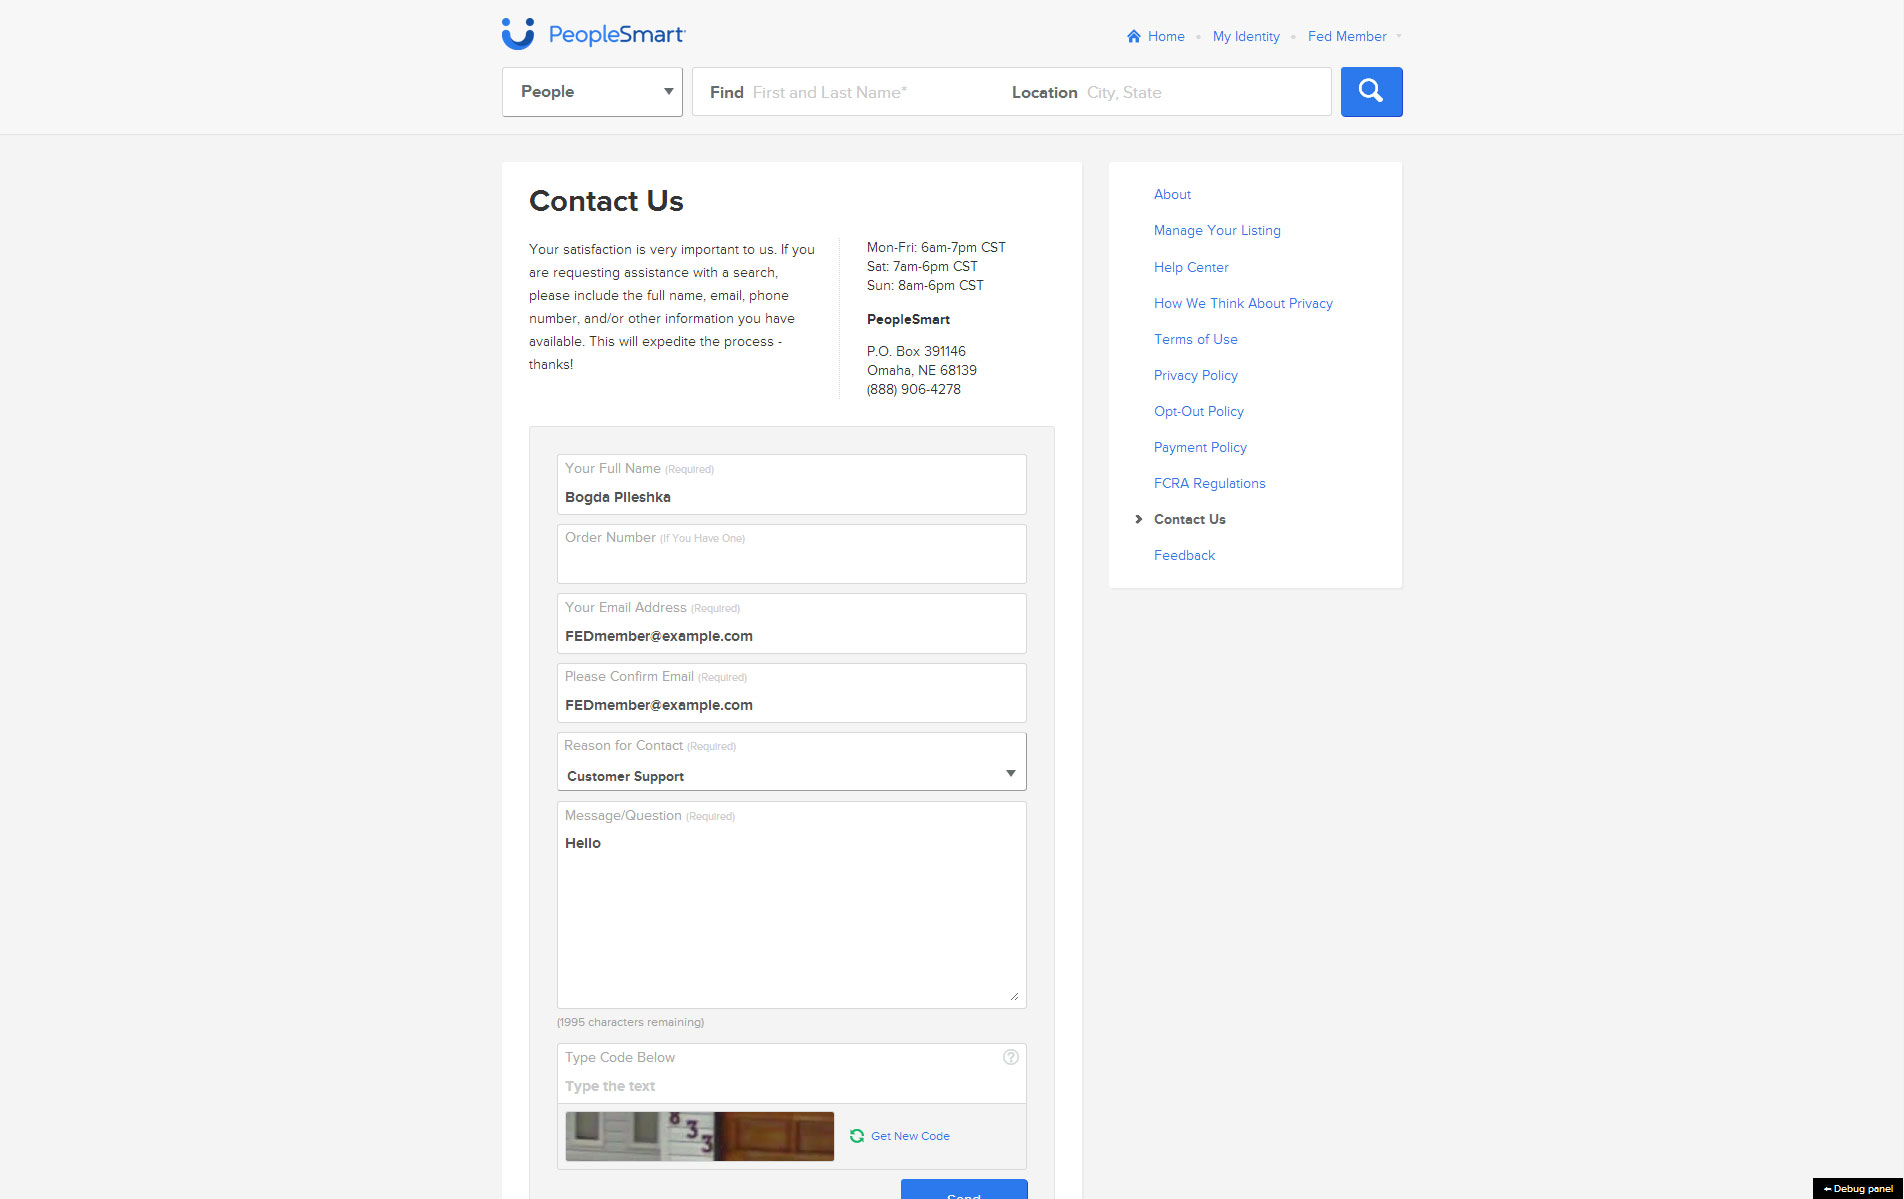 PeopleSmart
Home
My Identity
Fed Member
People
Find First and Last Name*
Location City, State
Contact Us
Your satisfaction is very important to us. If you
are requesting assistance with a search,
please include the full name, email, phone
number, and/or other information you have
available. This will expedite the process -
thanks!
Mon-Fri: 6am-7pm CST
Sat: 7am-6pm CST
Sun: 8am-6pm CST
PeopleSmart
P.O. Box 391146
Omaha, NE 68139
(888) 906-4278
Your Full Name (Required)
Bogda Plleshka
Order Number (If You Have One)
Your Email Address (Required)
FEDmember@example.com
Please Confirm Email (Required)
FEDmember@example.com
Reason for Contact (Required)
Customer Support
Message/Question (Required)
Hello
(1995 characters remaining)
Type Code Below
Type the text
833
Get New Code
Send
About
Manage Your Listing
Help Center
How We Think About Privacy
Terms of Use
Privacy Policy
Opt-Out Policy
Payment Policy
FCRA Regulations
Contact Us
Feedback
Debug panel